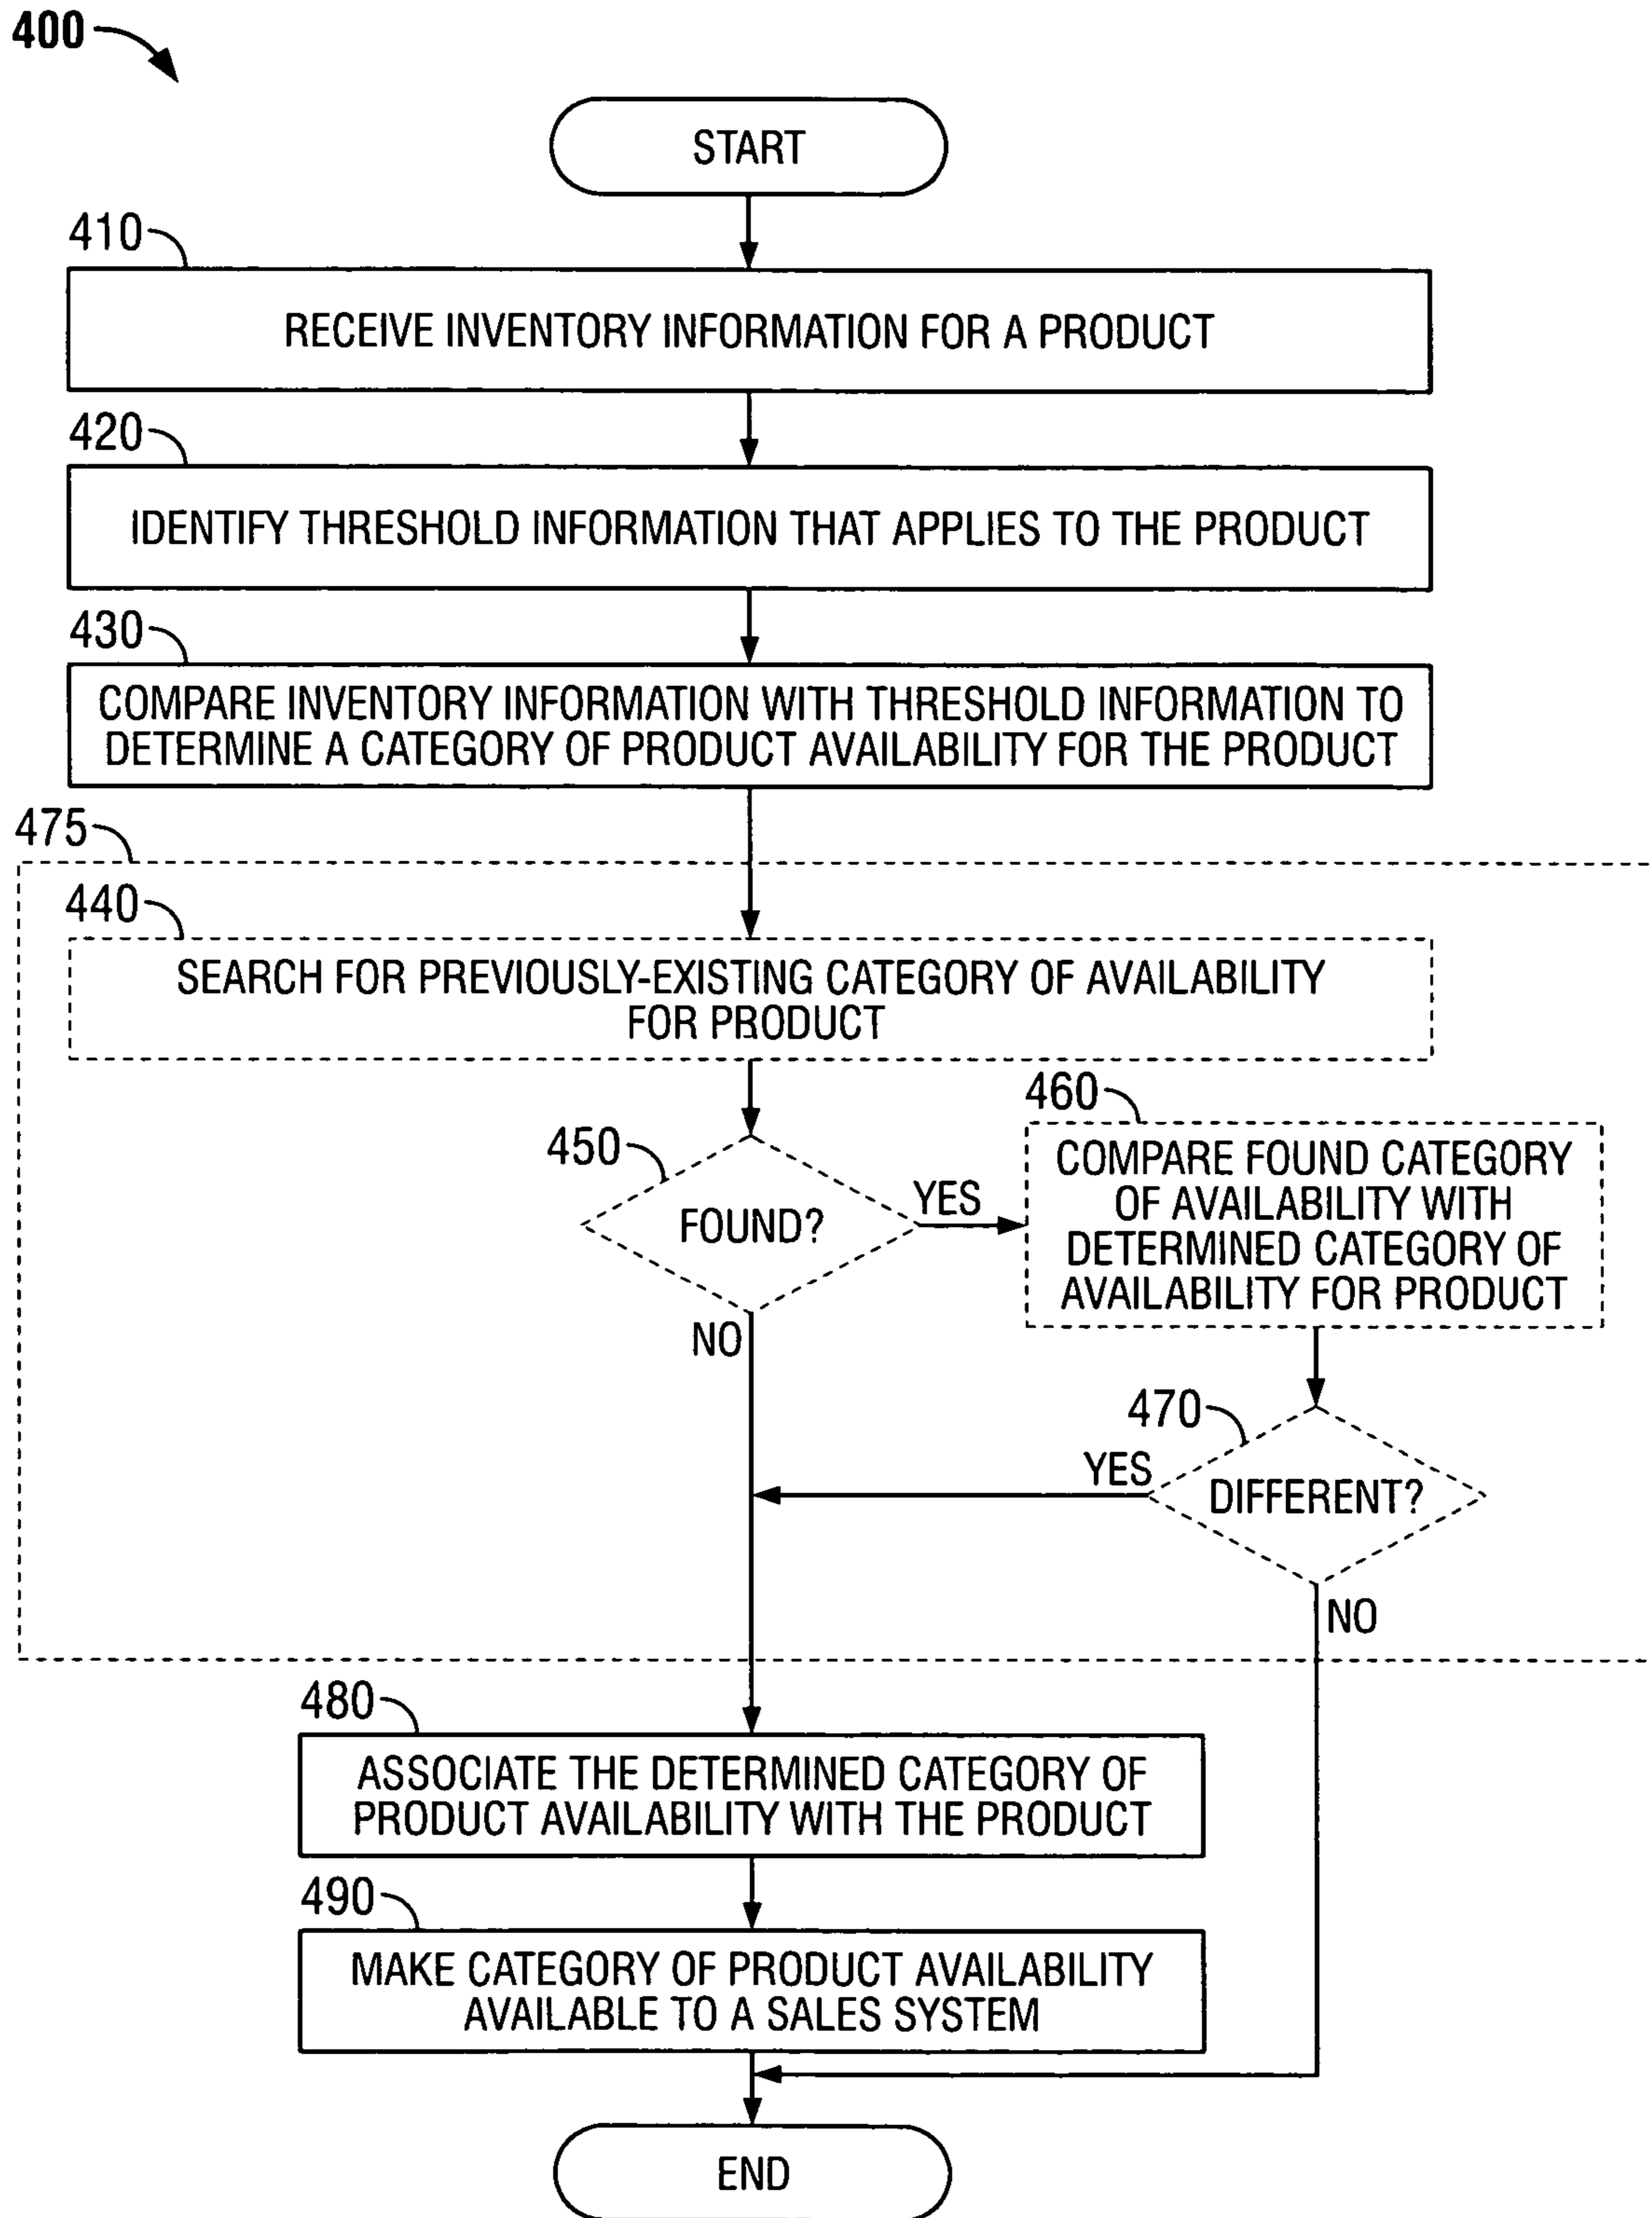 400
START
410
RECEIVE INVENTORY INFORMATION FOR A PRODUCT
420
IDENTIFY THRESHOLD INFORMATION THAT APPLIES TO THE PRODUCT
430
COMPARE INVENTORY INFORMATION WITH THRESHOLD INFORMATION TO
DETERMINE A CATEGORY OF PRODUCT AVAILABILITY FOR THE PRODUCT
475
440
SEARCH FOR PREVIOUSLY-EXISTING CATEGORY OF AVAILABILITY
FOR PRODUCT
450
FOUND?
YES
NO
460
COMPARE FOUND CATEGORY
OF AVAILABILITY WITH
DETERMINED CATEGORY OF
AVAILABILITY FOR PRODUCT
470
DIFFERENT?
YES
NO
480
ASSOCIATE THE DETERMINED CATEGORY OF
PRODUCT AVAILABILITY WITH THE PRODUCT
490
MAKE CATEGORY OF PRODUCT AVAILABILITY
AVAILABLE TO A SALES SYSTEM
END